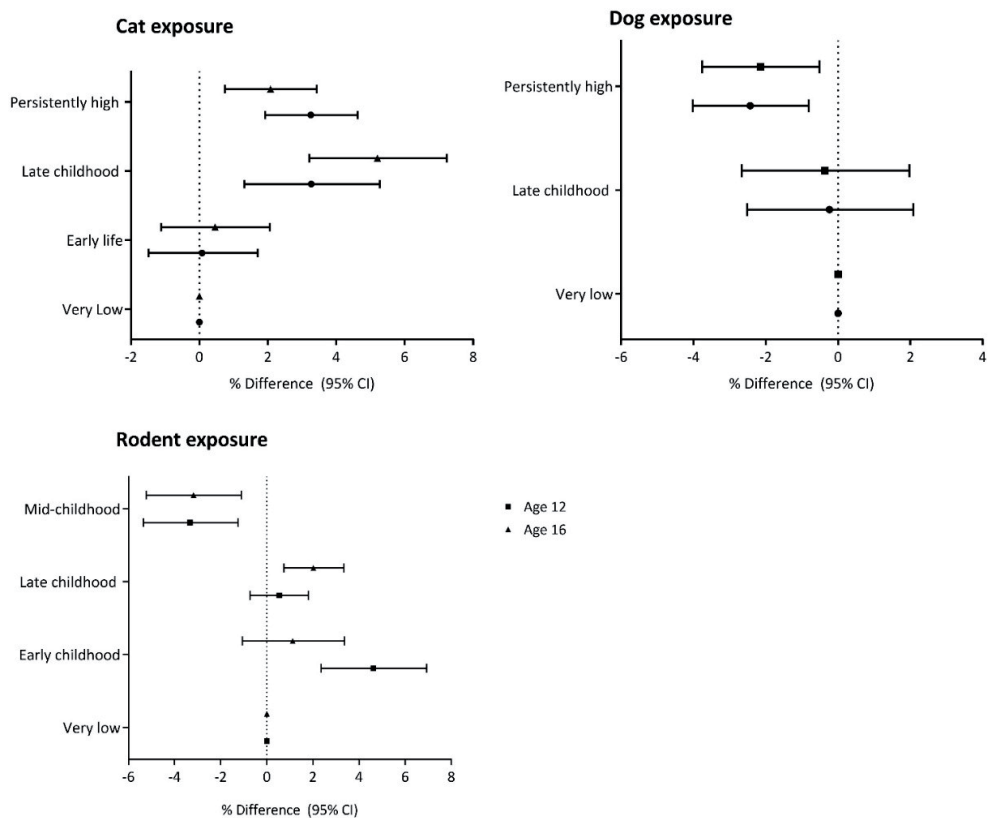 Cat exposure
Persistently high
Late childhood
Early life
Very Low
-2 0 2 4 6 8
% Difference (95% CI)
Dog exposure
Persistently high
Late childhood
Very low
-6 -4 -2 0 2 4
% Difference (95% CI)
Rodent exposure
Mid-childhood
Late childhood
Early childhood
Very low
-6 -4 -2 0 2 4 6 8
% Difference (95% CI)
Age 12
Age 16